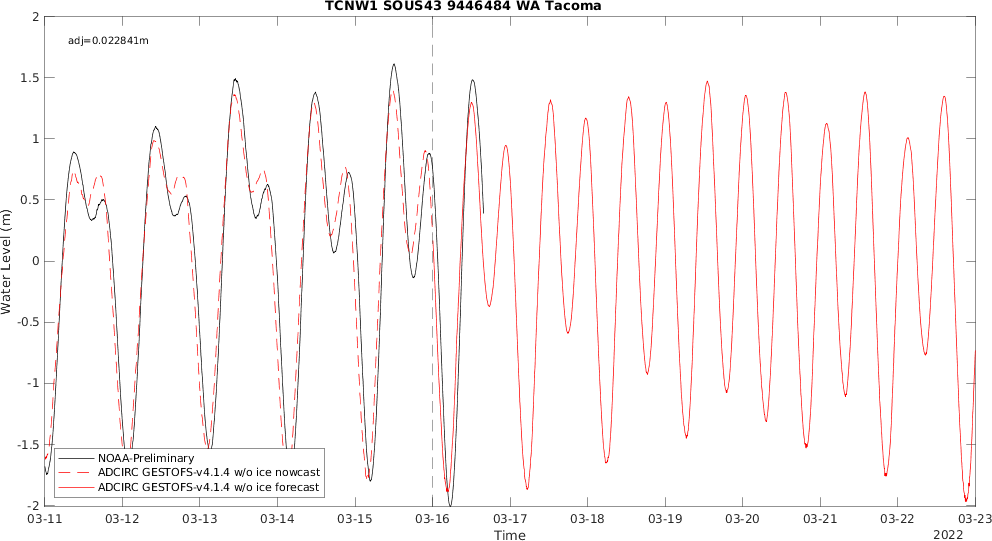 TCNW1 SOUS43 9446484 WA Tacoma
adj=0.022841m
2
1.5
1
0.5
0
-0.5
-1
-1.5
-2
Water Level (m)
NOAA-Preliminary
ADCIRC GESTOFS-v4.1.4 w/o ice nowcast
ADCIRC GESTOFS-v4.1.4 w/o ice forecast
03-11 03-12 03-13 03-14 03-15 03-16 03-17 03-18 03-19 03-20 03-21 03-22 03-23
Time
2022